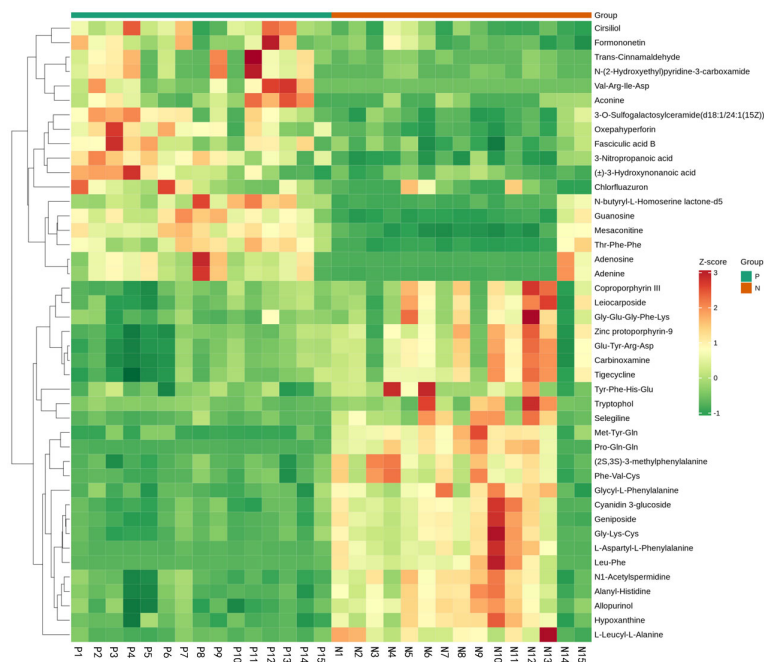 Group
Cirsiliol
Formononetin
Trans-Cinnamaldehyde
N-(2-Hydroxyethyl)pyridine-3-carboxamide
Val-Arg-Ile-Asp
Aconine
3-O-Sulfogalactosylceramide(d18:1/24:1(15Z))
Oxepahyperforin
Fasciculic acid B
3-Nitropropanoic acid
(±)-3-Hydroxynonanoic acid
Chlorfluazuron
N-butyryl-L-Homoserine lactone-d5
Guanosine
Mesaconitine
Thr-Phe-Phe
Adenosine
Adenine
Coproporphyrin III
Leiocarposide
Gly-Glu-Gly-Phe-Lys
Zinc protoporphyrin-9
Glu-Tyr-Arg-Asp
Carbinoxamine
Tigecycline
Tyr-Phe-His-Glu
Tryptophol
Selegiline
Met-Tyr-Gln
Pro-Gln-Gln
(2S,3S)-3-methylphenylalanine
Phe-Val-Cys
Glycyl-L-Phenylalanine
Cyanidin 3-glucoside
Geniposide
Gly-Lys-Cys
L-Aspartyl-L-Phenylalanine
Leu-Phe
N1-Acetylspermidine
Alanyl-Histidine
Allopurinol
Hypoxanthine
L-Leucyl-L-Alanine
Z-score
3
2
1
0
-1
Group
P
N
P1 P2 P3 P4 P5 P6 P7 P8 P9 P10 P11 P12 P13 P14 P15 N1 N2 N3 N4 N5 N6 N7 N8 N9 N10 N11 N12 N13 N14 N15